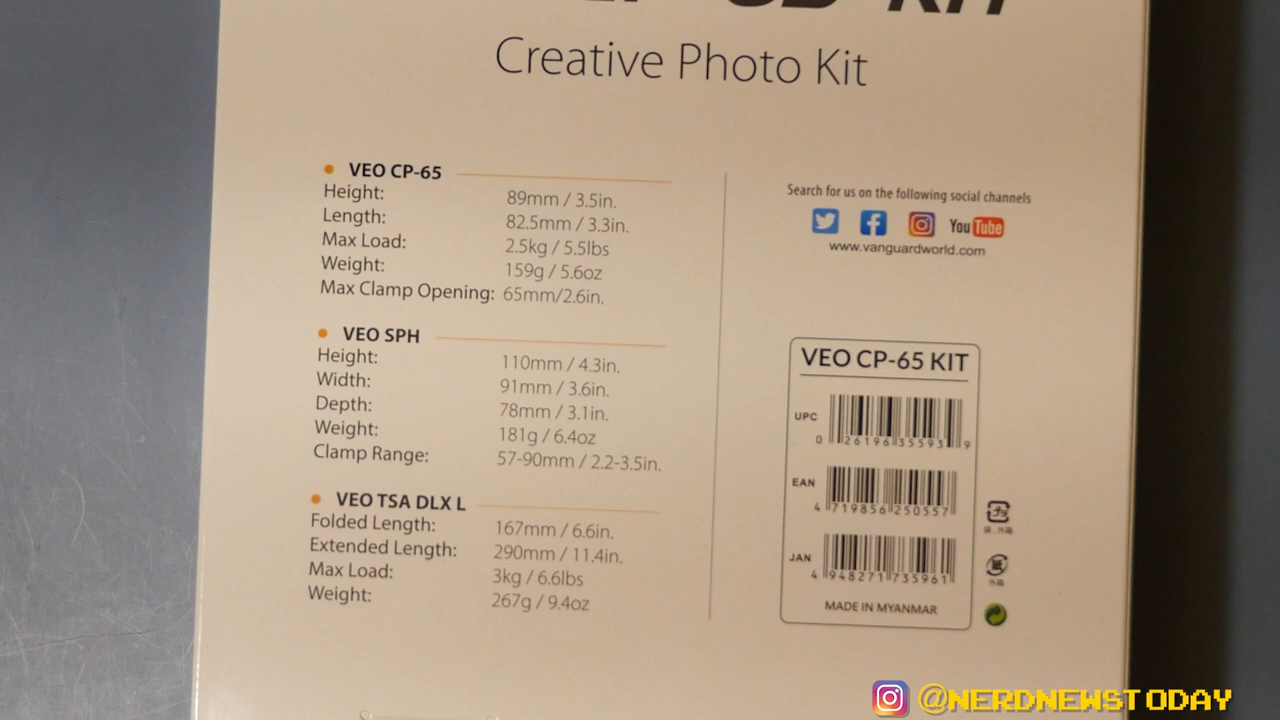 KIT
Creative Photo Kit
VEO CP-65
Height: 89mm / 3.5in.
Length: 82.5mm / 3.3in.
Max Load: 2.5kg / 5.5lbs
Weight: 159g / 5.6oz
Max Clamp Opening: 65mm/2.6in.
VEO SPH
Height: 110mm / 4.3in.
Width: 91mm / 3.6in.
Depth: 78mm / 3.1in.
Weight: 181g / 6.4oz
Clamp Range: 57-90mm / 2.2-3.5in.
VEO TSA DLX L
Folded Length: 167mm / 6.6in.
Extended Length: 290mm / 11.4in.
Max Load: 3kg / 6.6lbs
Weight: 267g / 9.4oz
Search for us on the following social channels
YouTube
www.vanguardworld.com
VEO CP-65 KIT
UPC
0 26196 35593 9
EAN
4 719856 250557
JAN
4 948271 735961
MADE IN MYANMAR
@NERDNEWSTODAY